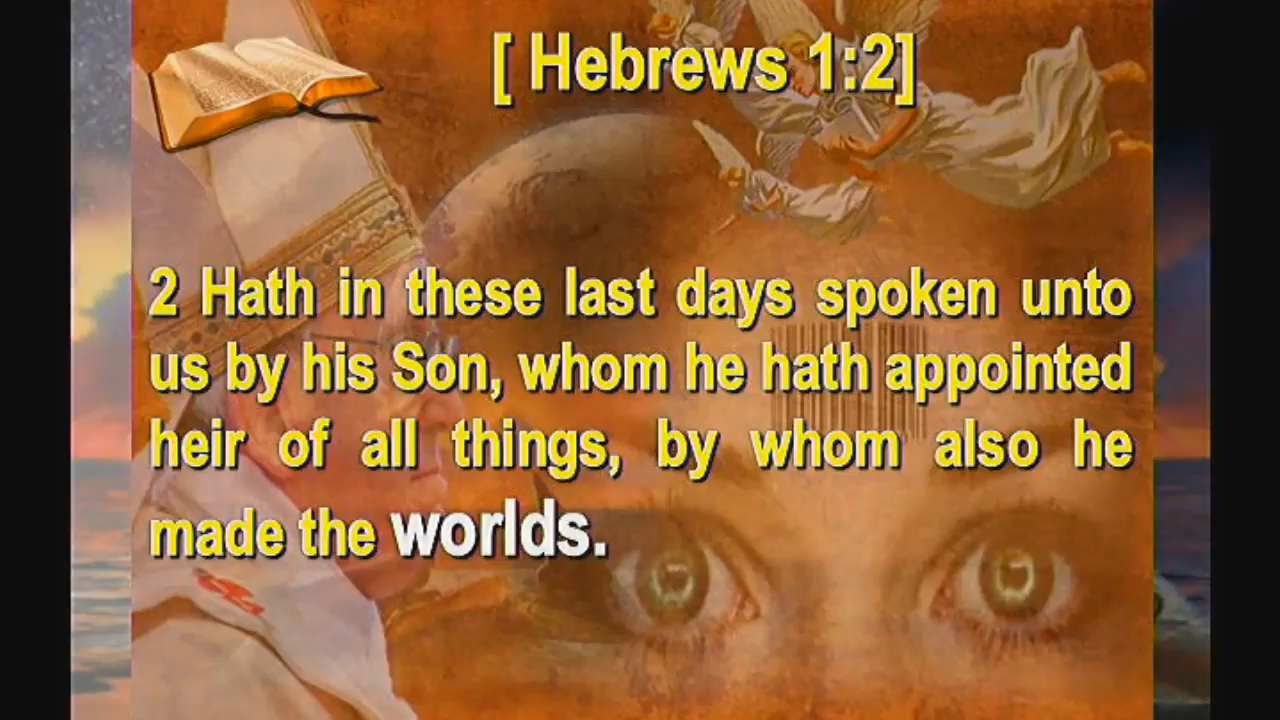 [ Hebrews 1:2]
2 Hath in these last days spoken unto
us by his Son, whom he hath appointed
heir of all things, by whom also he
made the worlds.